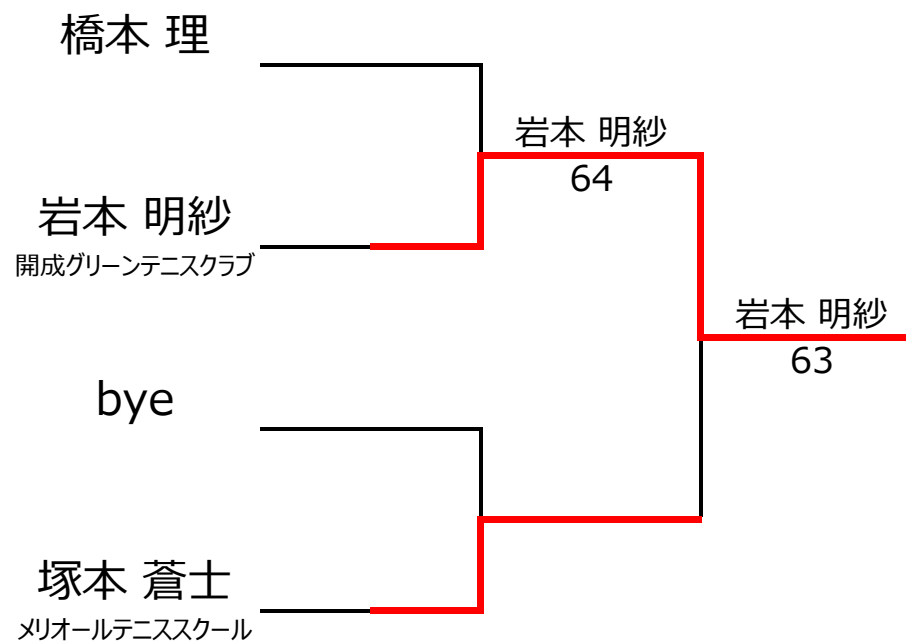 橋本 理
岩本 明紗
64
岩本 明紗
開成グリーンテニスクラブ
岩本 明紗
63
bye
塚本 蒼士
メリオールテニススクール